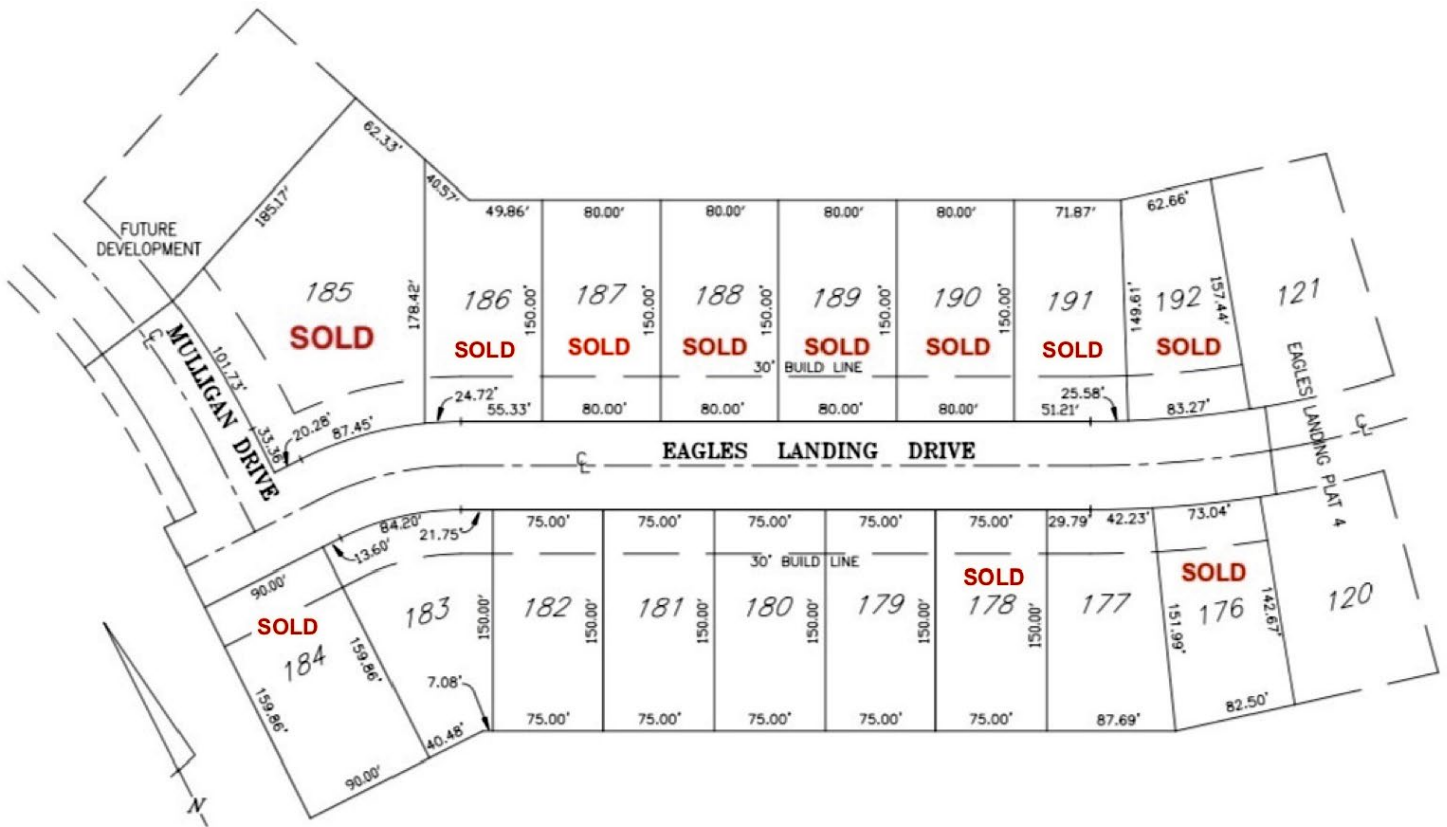 62.33'
40.57'
185.17'
49.86' 80.00' 80.00' 80.00' 80.00' 71.87' 62.66'
FUTURE
DEVELOPMENT
185 178.42' 186 150.00' 187 150.00' 188 150.00' 189 150.00' 190 150.00' 191 149.61' 192 157.44' 121
SOLD SOLD SOLD SOLD SOLD SOLD SOLD SOLD
30' BUILD LINE
℄ MULLIGAN DRIVE
101.73'
33.36'
20.28'
87.45'
24.72'
55.33' 80.00' 80.00' 80.00' 80.00' 51.21' 25.58' 83.27'
℄ EAGLES LANDING DRIVE ℄
EAGLES LANDING PLAT 4
84.20' 21.75' 75.00' 75.00' 75.00' 75.00' 75.00' 29.79' 42.23' 73.04'
13.60'
30' BUILD LINE
90.00'
SOLD SOLD SOLD
184 159.86' 183 150.00' 182 150.00' 181 150.00' 180 150.00' 179 178 150.00' 177 151.99' 176 142.67' 120
159.86'
7.08'
40.48' 75.00' 75.00' 75.00' 75.00' 75.00' 87.69' 82.50'
90.00'
N